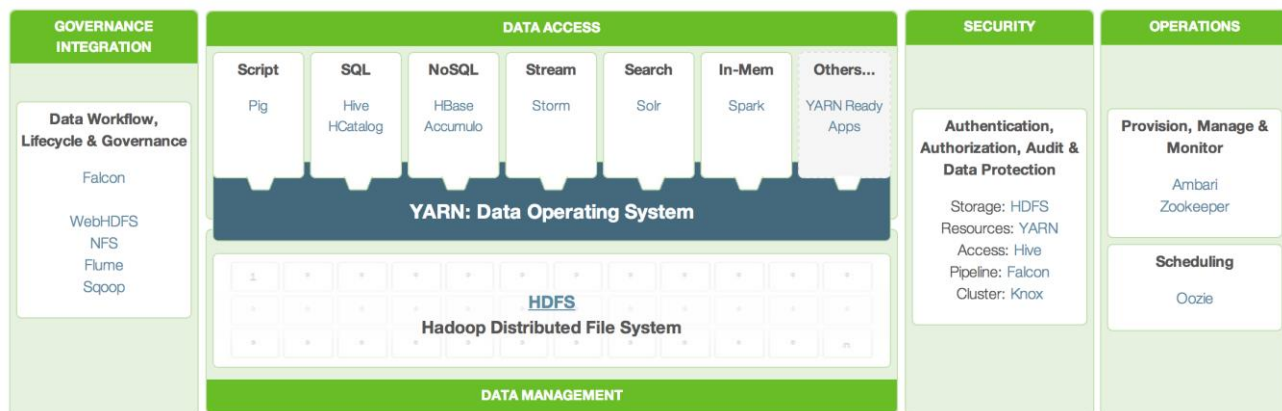 GOVERNANCE
INTEGRATION
Data Workflow,
Lifecycle & Governance
Falcon
WebHDFS
NFS
Flume
Sqoop
DATA ACCESS
Script
Pig
SQL
Hive
HCatalog
NoSQL
HBase
Accumulo
Stream
Storm
Search
Solr
In-Mem
Spark
Others...
YARN Ready
Apps
YARN: Data Operating System
1
HDFS
Hadoop Distributed File System
n
DATA MANAGEMENT
SECURITY
Authentication,
Authorization, Audit &
Data Protection
Storage: HDFS
Resources: YARN
Access: Hive
Pipeline: Falcon
Cluster: Knox
OPERATIONS
Provision, Manage &
Monitor
Ambari
Zookeeper
Scheduling
Oozie